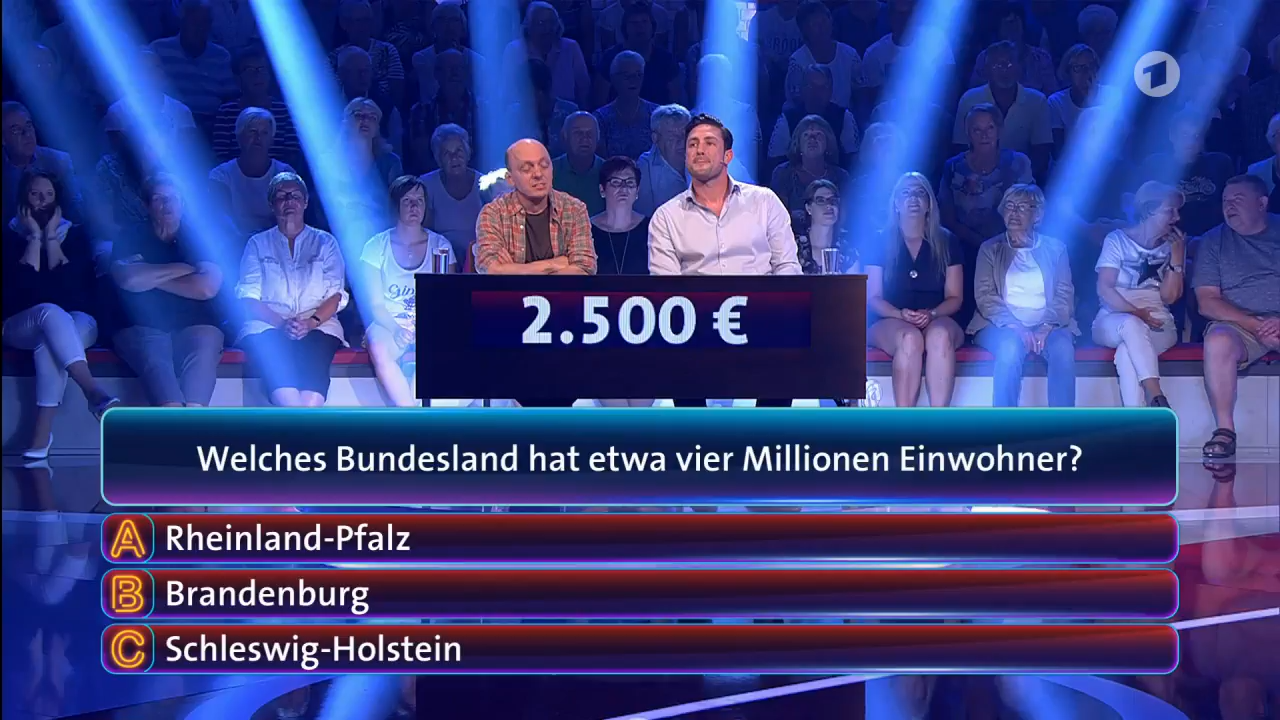 2.500 €
Welches Bundesland hat etwa vier Millionen Einwohner?
A Rheinland-Pfalz
B Brandenburg
C Schleswig-Holstein